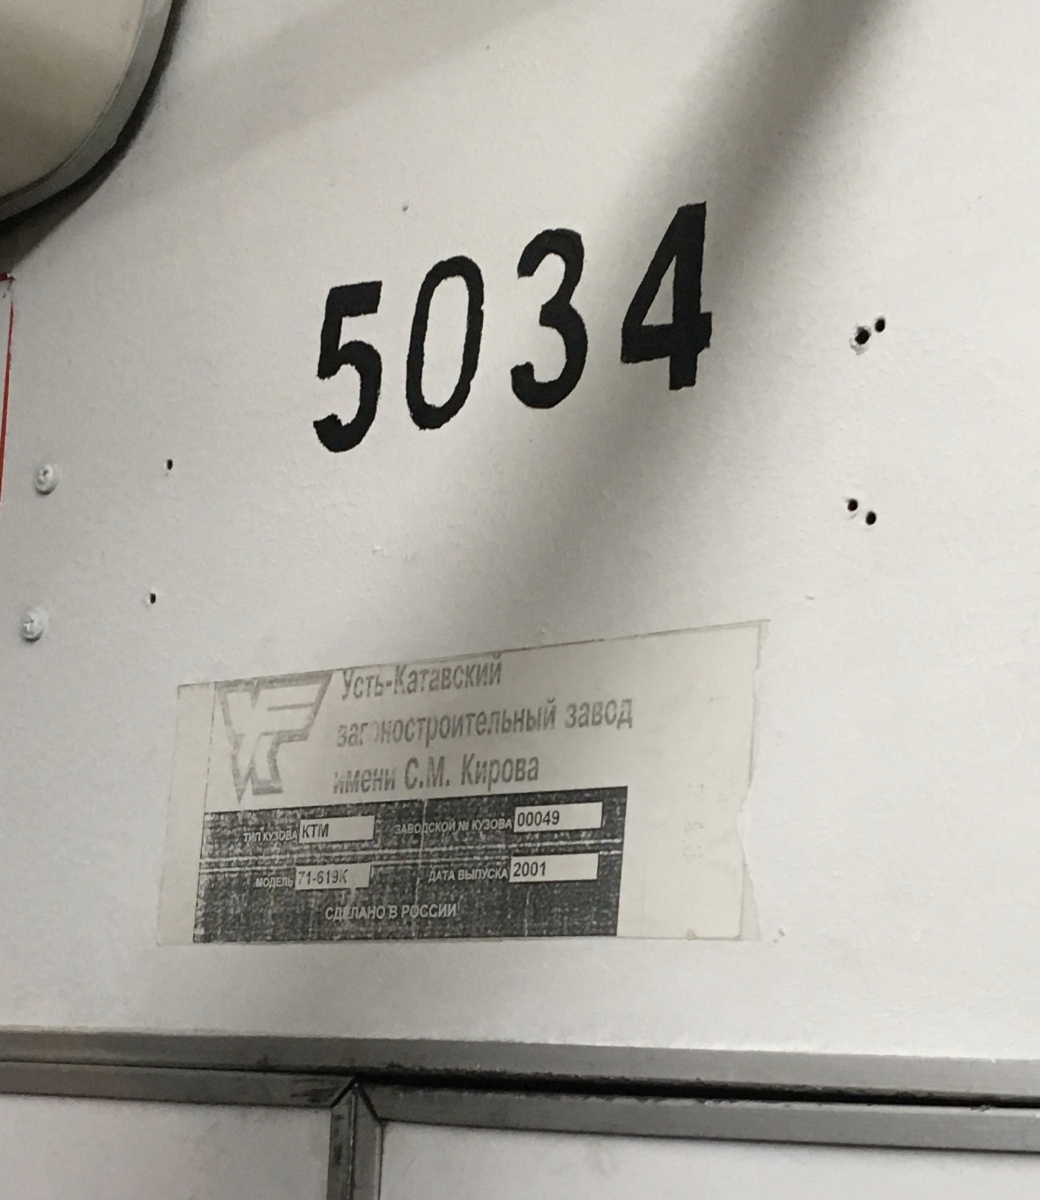 5034
Усть-Катавский
вагоностроительный завод
имени С.М. Кирова
ТИП КУЗОВА КТМ ЗАВОДСКОЙ № КУЗОВА 00049
МОДЕЛЬ 71-619К ДАТА ВЫПУСКА 2001
СДЕЛАНО В РОССИИ